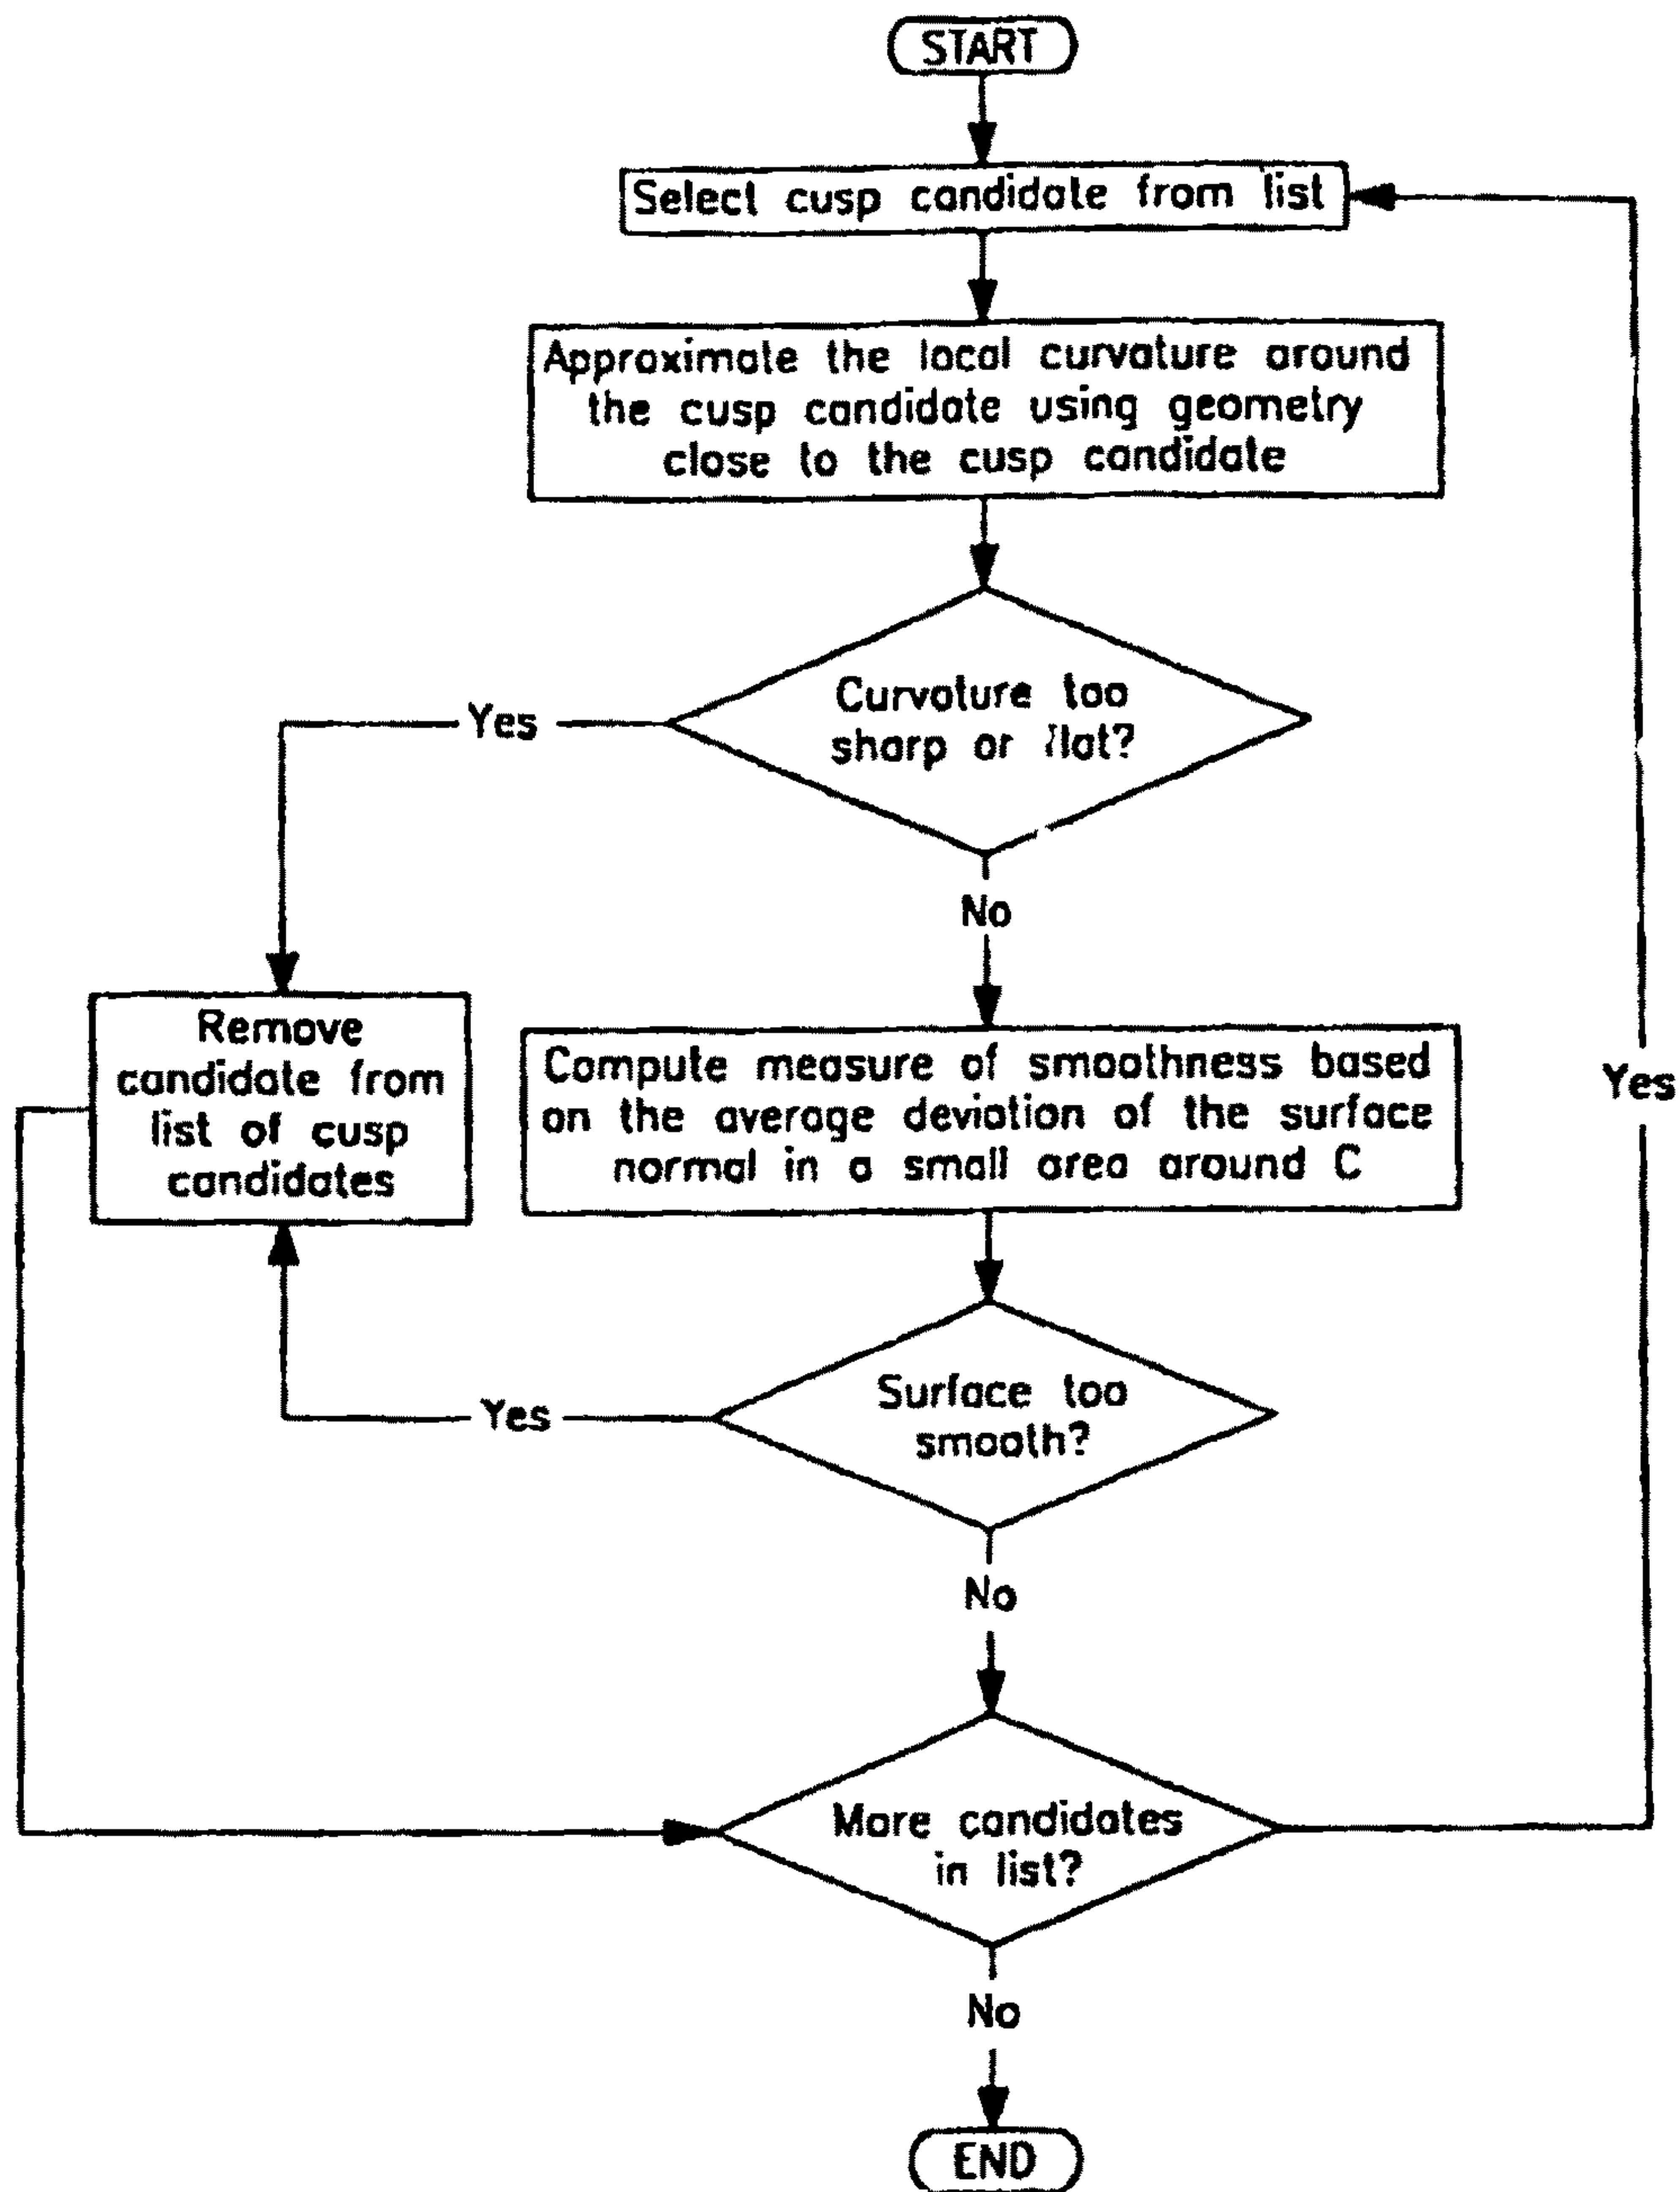 START
Select cusp candidate from list
Approximate the local curvature around
the cusp candidate using geometry
close to the cusp candidate
Curvature too
sharp or flat?
Yes
No
Remove
candidate from
list of cusp
candidates
Compute measure of smoothness based
on the average deviation of the surface
normal in a small area around C
Yes
Surface too
smooth?
Yes
No
More candidates
in list?
No
END